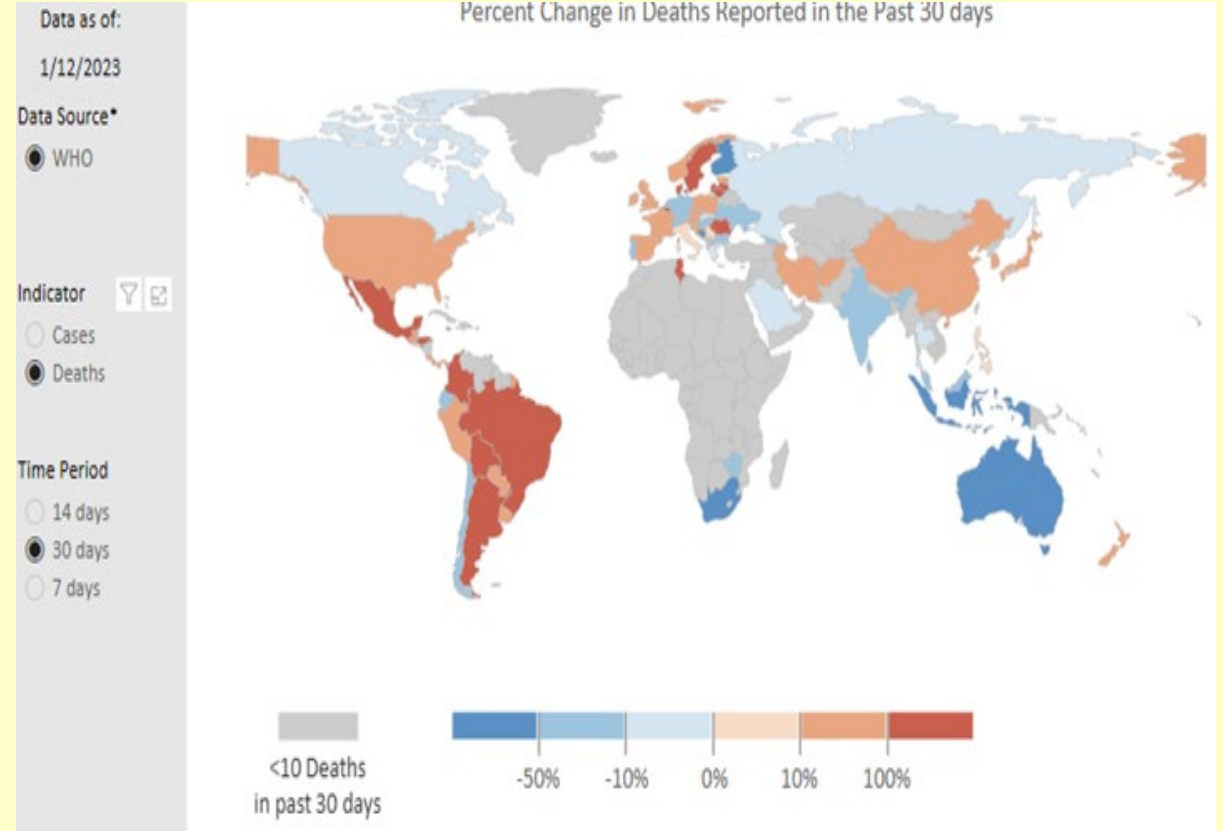 Data as of:
1/12/2023
Data Source*
WHO
Indicator
Cases
Deaths
Time Period
14 days
30 days
7 days
Percent Change in Deaths Reported in the Past 30 days
<10 Deaths
in past 30 days
-50% -10% 0% 10% 100%